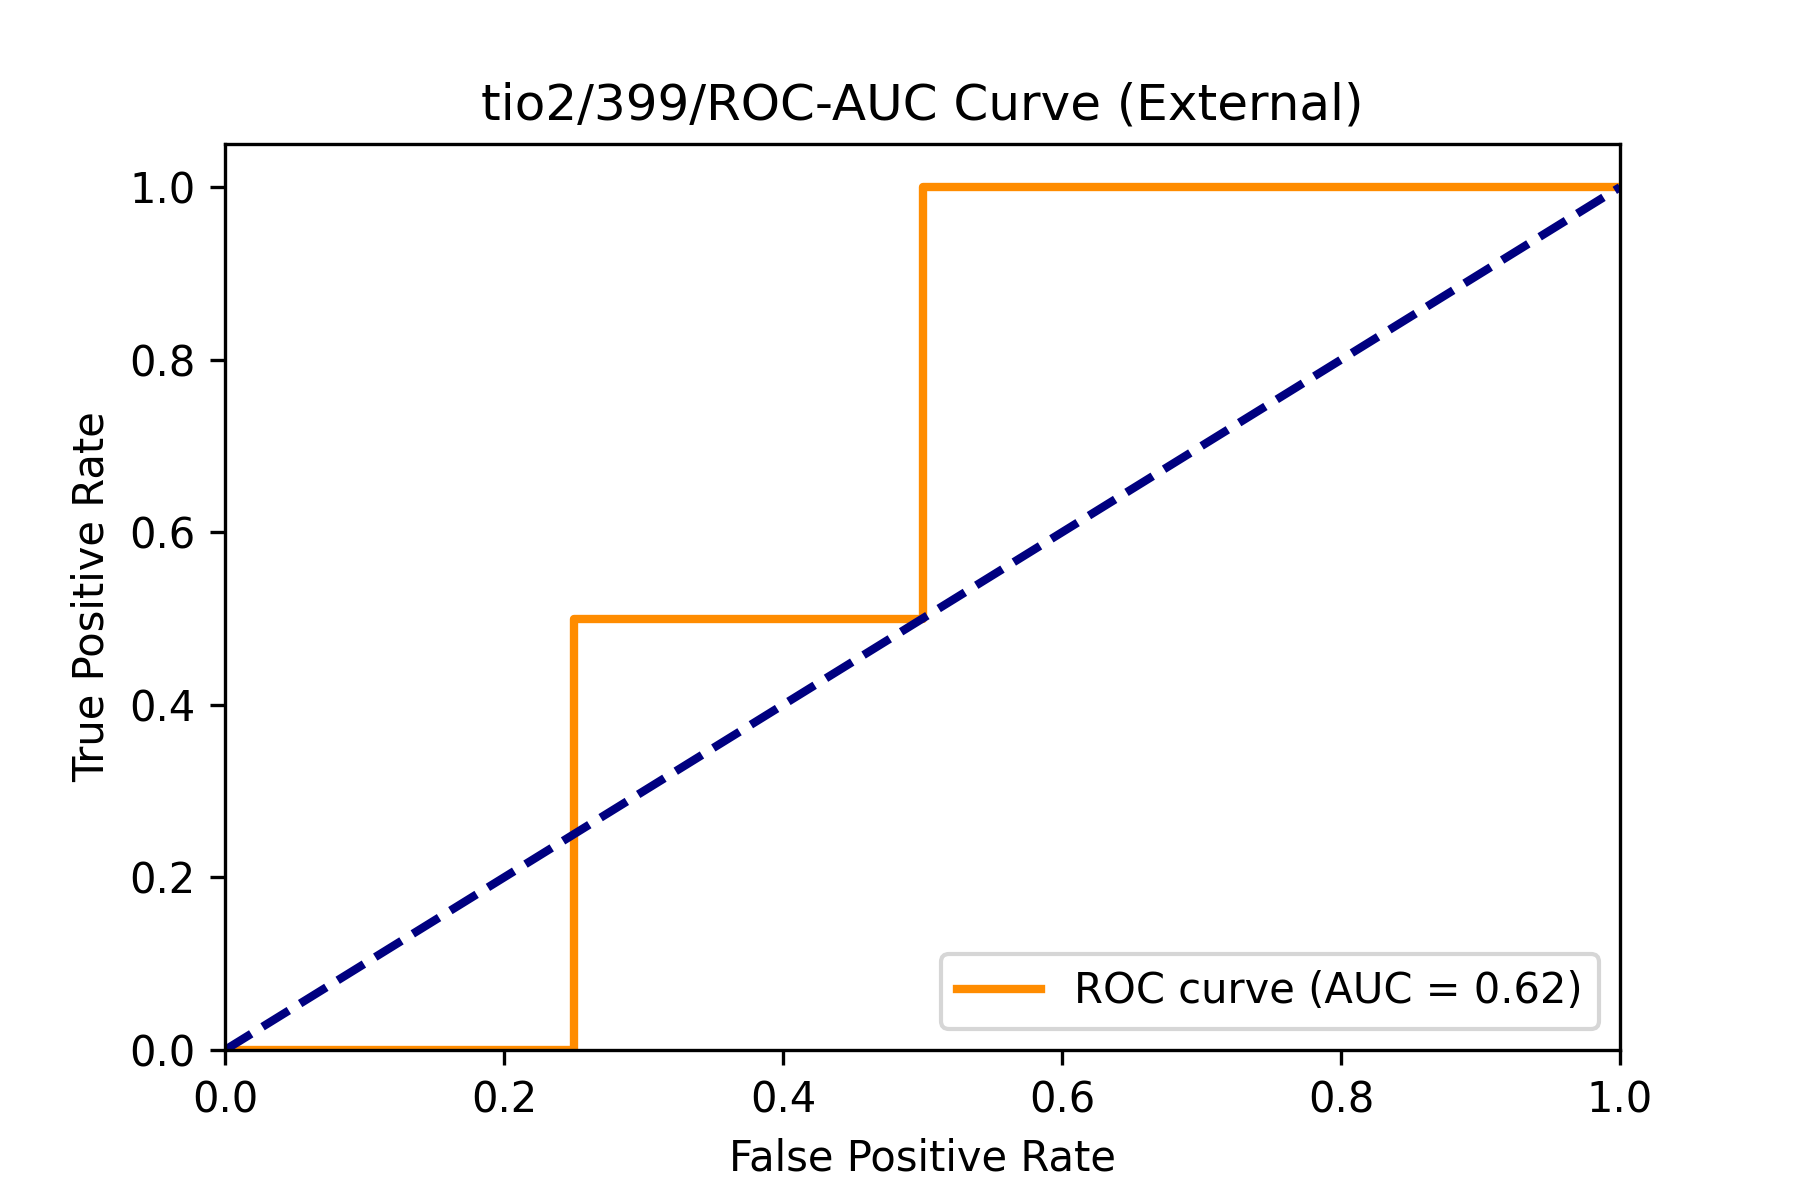 tio2/399/ROC-AUC Curve (External)
1.0
0.8
0.6
0.4
0.2
0.0
True Positive Rate
ROC curve (AUC = 0.62)
0.0 0.2 0.4 0.6 0.8 1.0
False Positive Rate